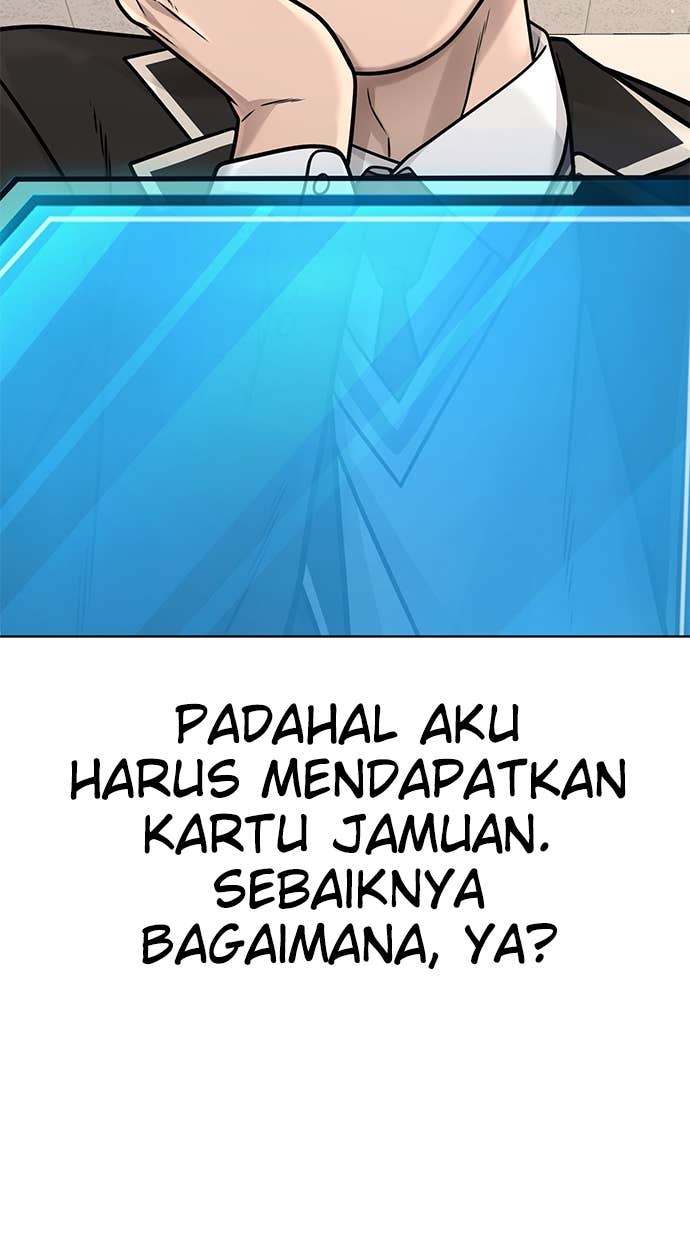 PADAHAL AKU
HARUS MENDAPATKAN
KARTU JAMUAN.
SEBAIKNYA
BAGAIMANA, YA?